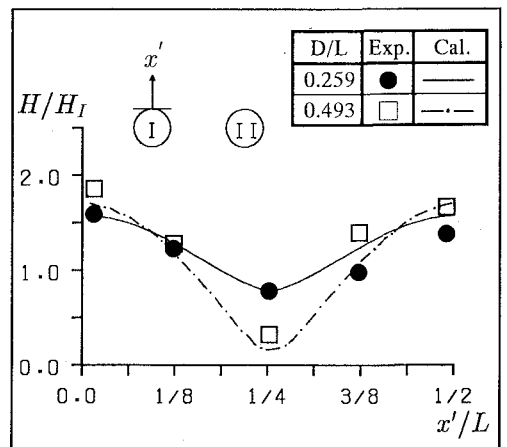 D/L Exp. Cal.
0.259
0.493
x'
H/H_I
I
II
2.0
1.0
0.0
0.0 1/8 1/4 3/8 1/2
x'/L